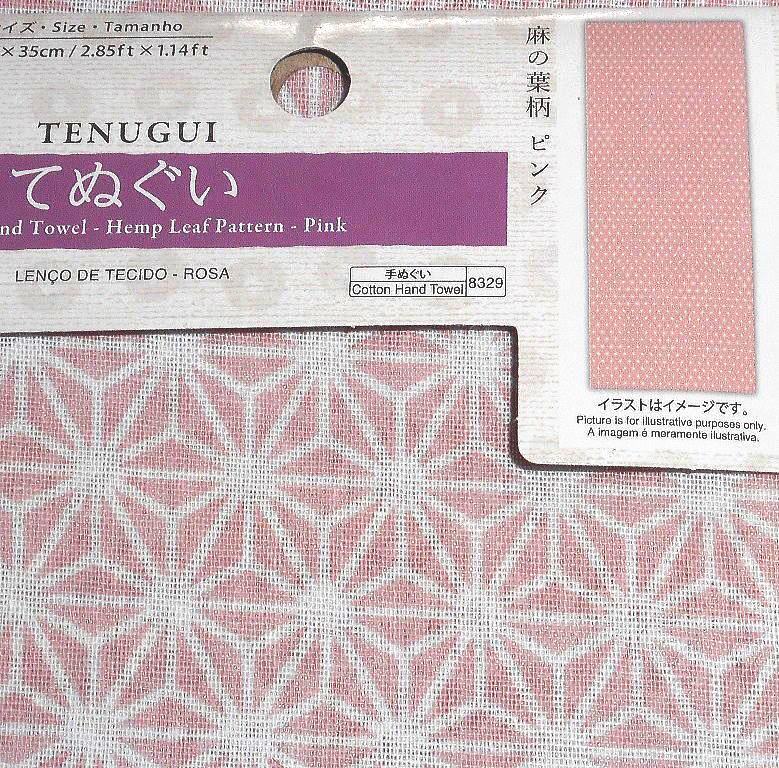 イズ・Size・Tamanho
× 35cm / 2.85ft × 1.14ft
TENUGUI
てぬぐい
nd Towel - Hemp Leaf Pattern - Pink
LENÇO DE TECIDO - ROSA
手ぬぐい
Cotton Hand Towel
8329
麻の葉柄 ピンク
イラストはイメージです。
Picture is for illustrative purposes only.
A imagem é meramente ilustrativa.